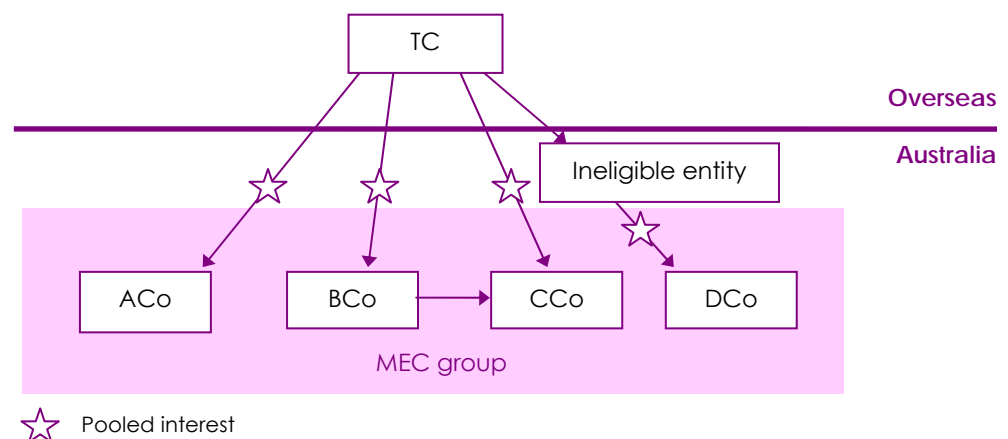 TC
Overseas
Australia
Ineligible entity
ACo
BCo
CCo
DCo
MEC group
Pooled interest